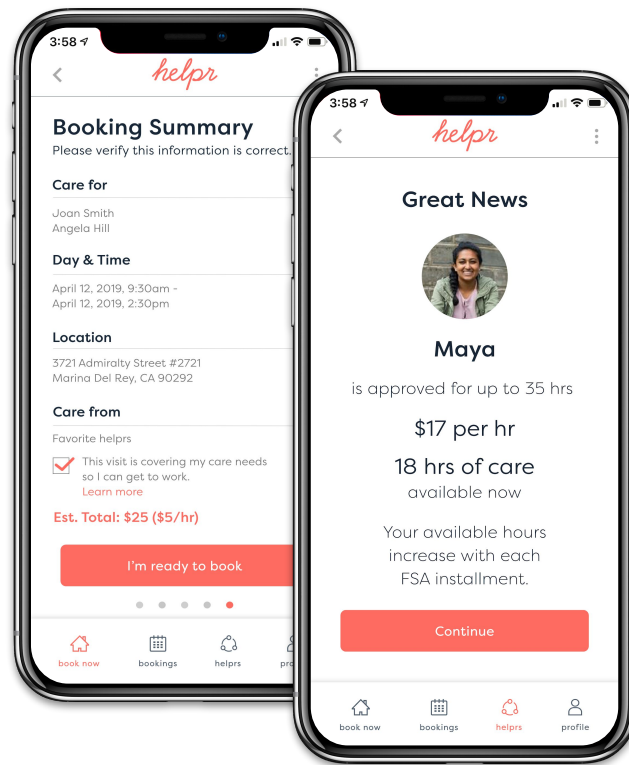 3:58
helpr
Booking Summary
Please verify this information is correct.
Care for
Joan Smith
Angela Hill
Day & Time
April 12, 2019, 9:30am -
April 12, 2019, 2:30pm
Location
3721 Admiralty Street #2721
Marina Del Rey, CA 90292
Care from
Favorite helprs
This visit is covering my care needs
so I can get to work.
Learn more
Est. Total: $25 ($5/hr)
I'm ready to book
book now bookings helprs
3:58
helpr
Great News
Maya
is approved for up to 35 hrs
$17 per hr
18 hrs of care
available now
Your available hours
increase with each
FSA installment.
Continue
book now bookings helprs profile